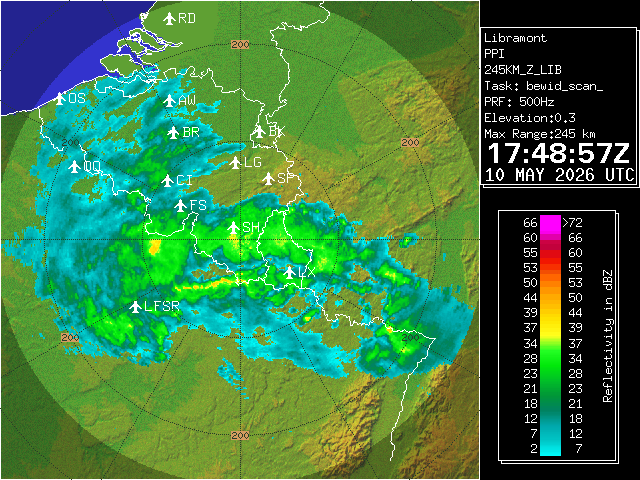 RD
200
OS
AW
BR
BK
200
QO
LG
CI
SP
FS
SH
LX
LFSR
200
200
200
Libramont
PPI
245KM_Z_LIB
Task: bewid_scan_
PRF: 500Hz
Elevation:0.3
Max Range:245 km
17:48:57Z
10 MAY 2026 UTC
66 >72
60 66
55 60
53 55
50 53
44 50
39 44
37 39
34 37
28 34
23 28
21 23
18 21
12 18
7 12
2 7
Reflectivity in dBZ